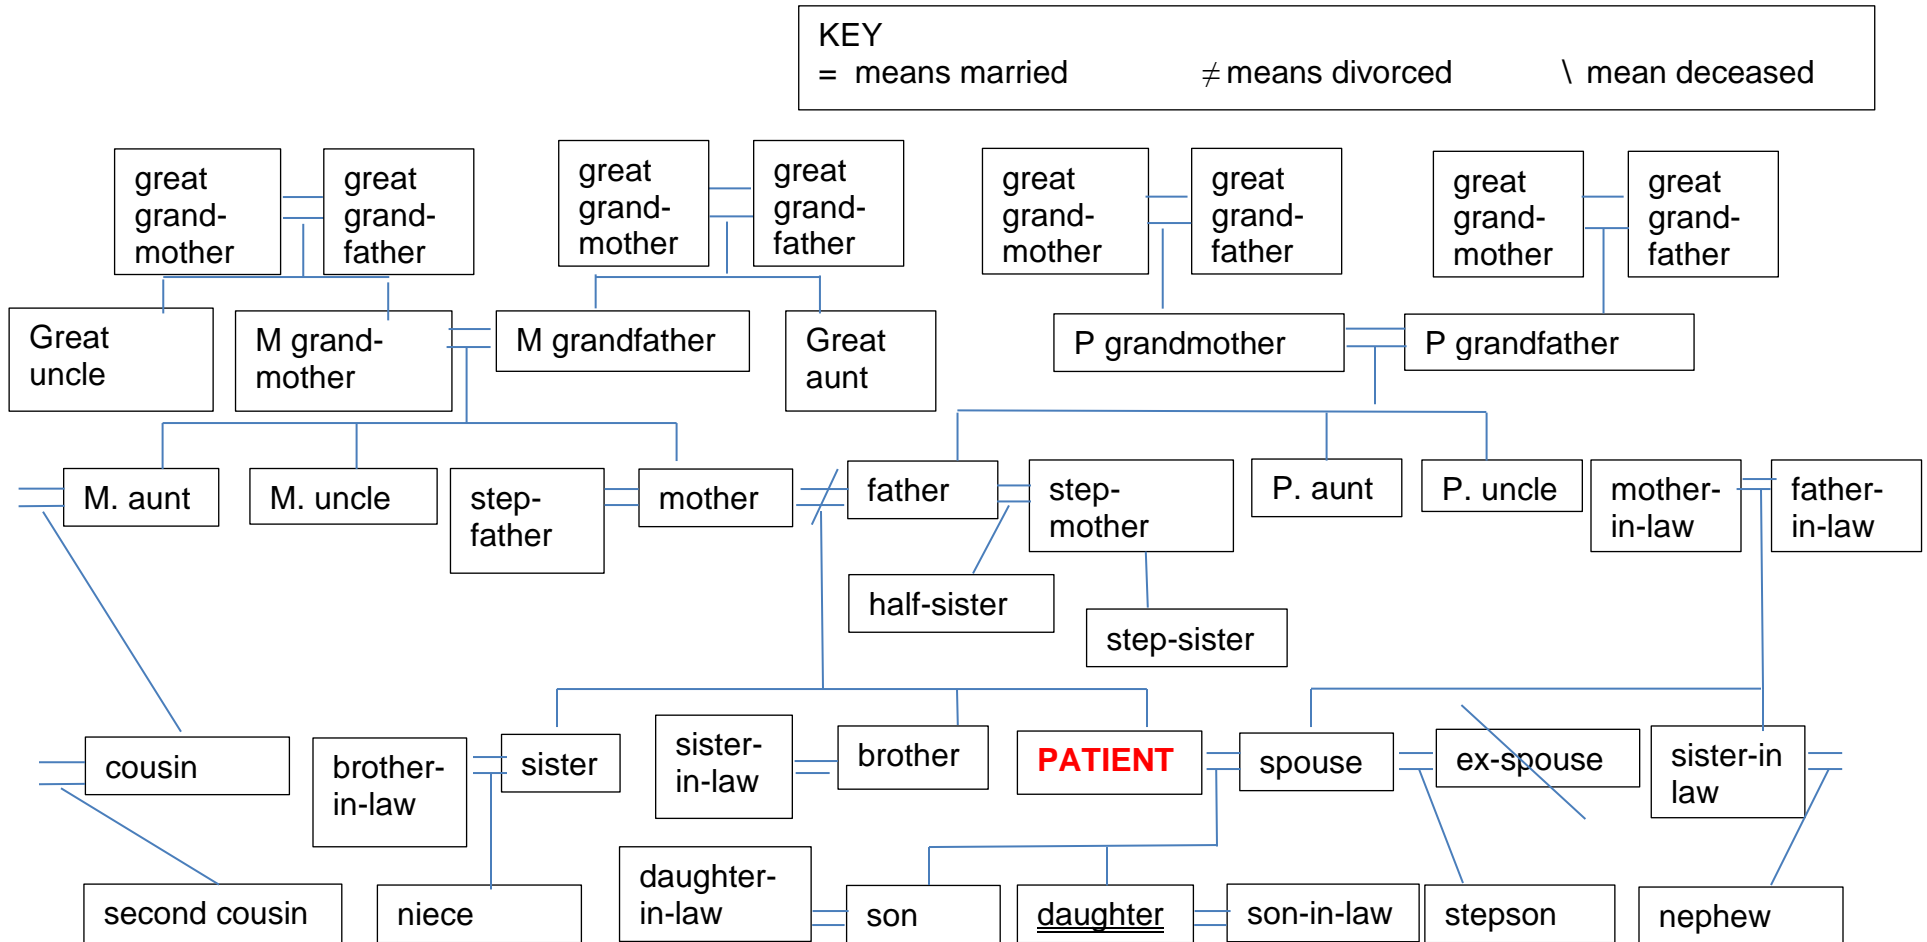 KEY
= means married ≠ means divorced \ mean deceased
great
grand-
mother
great
grand-
father
great
grand-
mother
great
grand-
father
great
grand-
mother
great
grand-
father
great
grand-
mother
great
grand-
father
Great
uncle
M grand-
mother
M grandfather
Great
aunt
P grandmother
P grandfather
M. aunt
M. uncle
step-
father
mother
father
step-
mother
P. aunt
P. uncle
mother-
in-law
father-
in-law
half-sister
step-sister
cousin
brother-
in-law
sister
sister-
in-law
brother
PATIENT
spouse
ex-spouse
sister-in
law
second cousin
niece
daughter-
in-law
son
daughter
son-in-law
stepson
nephew